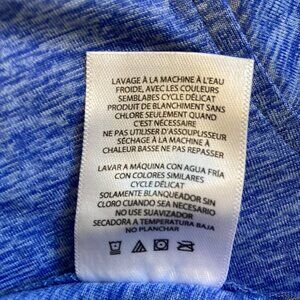 LAVAGE À LA MACHINE À L'EAU
FROIDE, AVEC LES COULEURS
SEMBLABES CYCLE DÉLICAT
PRODUIT DE BLANCHIMENT SANS
CHLORE SEULEMENT QUAND
C'EST NÉCESSAIRE
NE PAS UTILISER D'ASSOUPLISSEUR
SÉCHAGE À LA MACHINE À
CHALEUR BASSE NE PAS REPASSER
LAVAR A MÁQUINA CON AGUA FRÍA
CON COLORES SIMILARES
CYCLE DÉLICAT
SOLAMENTE BLANQUEADOR SIN
CLORO CUANDO SEA NECESARIO
NO USE SUAVIZADOR
SECADORA A TEMPERATURA BAJA
NO PLANCHAR